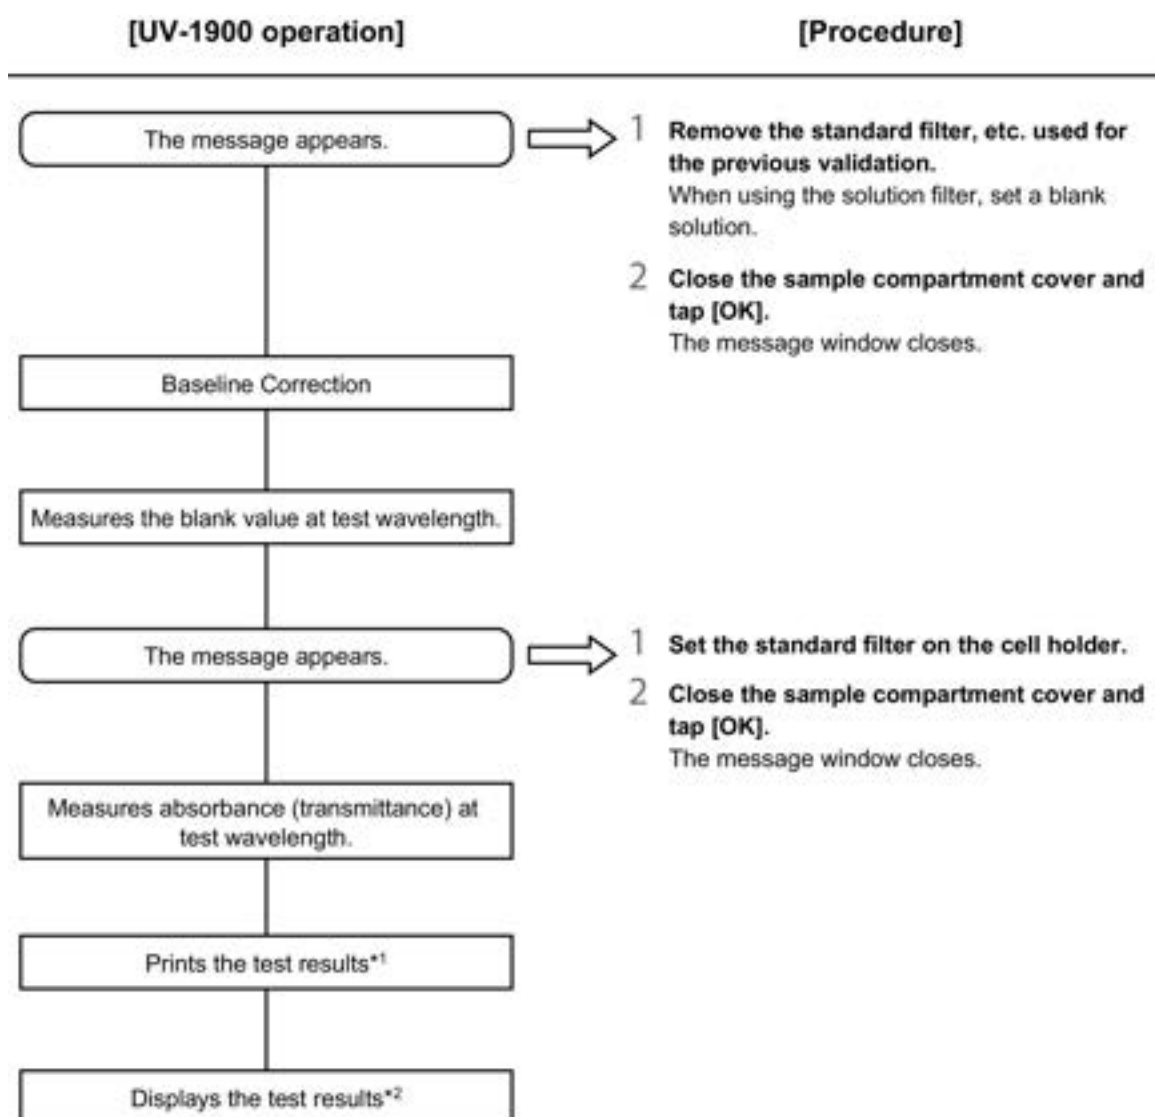 [UV-1900 operation]
[Procedure]
The message appears.
1 Remove the standard filter, etc. used for
the previous validation.
When using the solution filter, set a blank
solution.
2 Close the sample compartment cover and
tap [OK].
The message window closes.
Baseline Correction
Measures the blank value at test wavelength.
The message appears.
1 Set the standard filter on the cell holder.
2 Close the sample compartment cover and
tap [OK].
The message window closes.
Measures absorbance (transmittance) at
test wavelength.
Prints the test results*1
Displays the test results*2